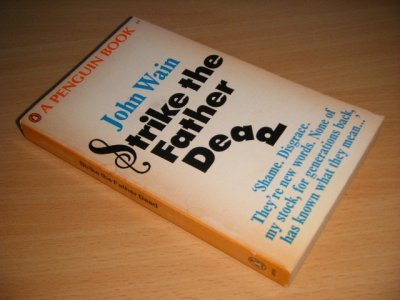 A PENGUIN BOOK
John Wain
Strike the
Father
Dead
'Shame. Disgrace.
They're new words. None of
my stock, for generations back,
has known what they mean...'
Strike the Father Dead